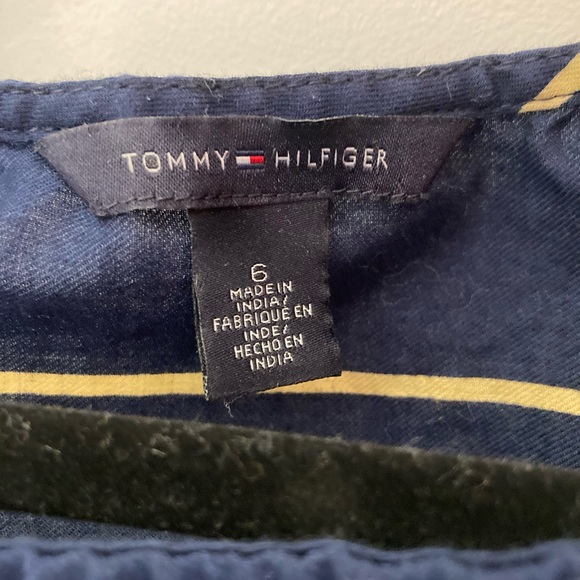 TOMMY HILFIGER
6
MADE IN
INDIA/
FABRIQUÉ EN
INDE/
HECHO EN
INDIA